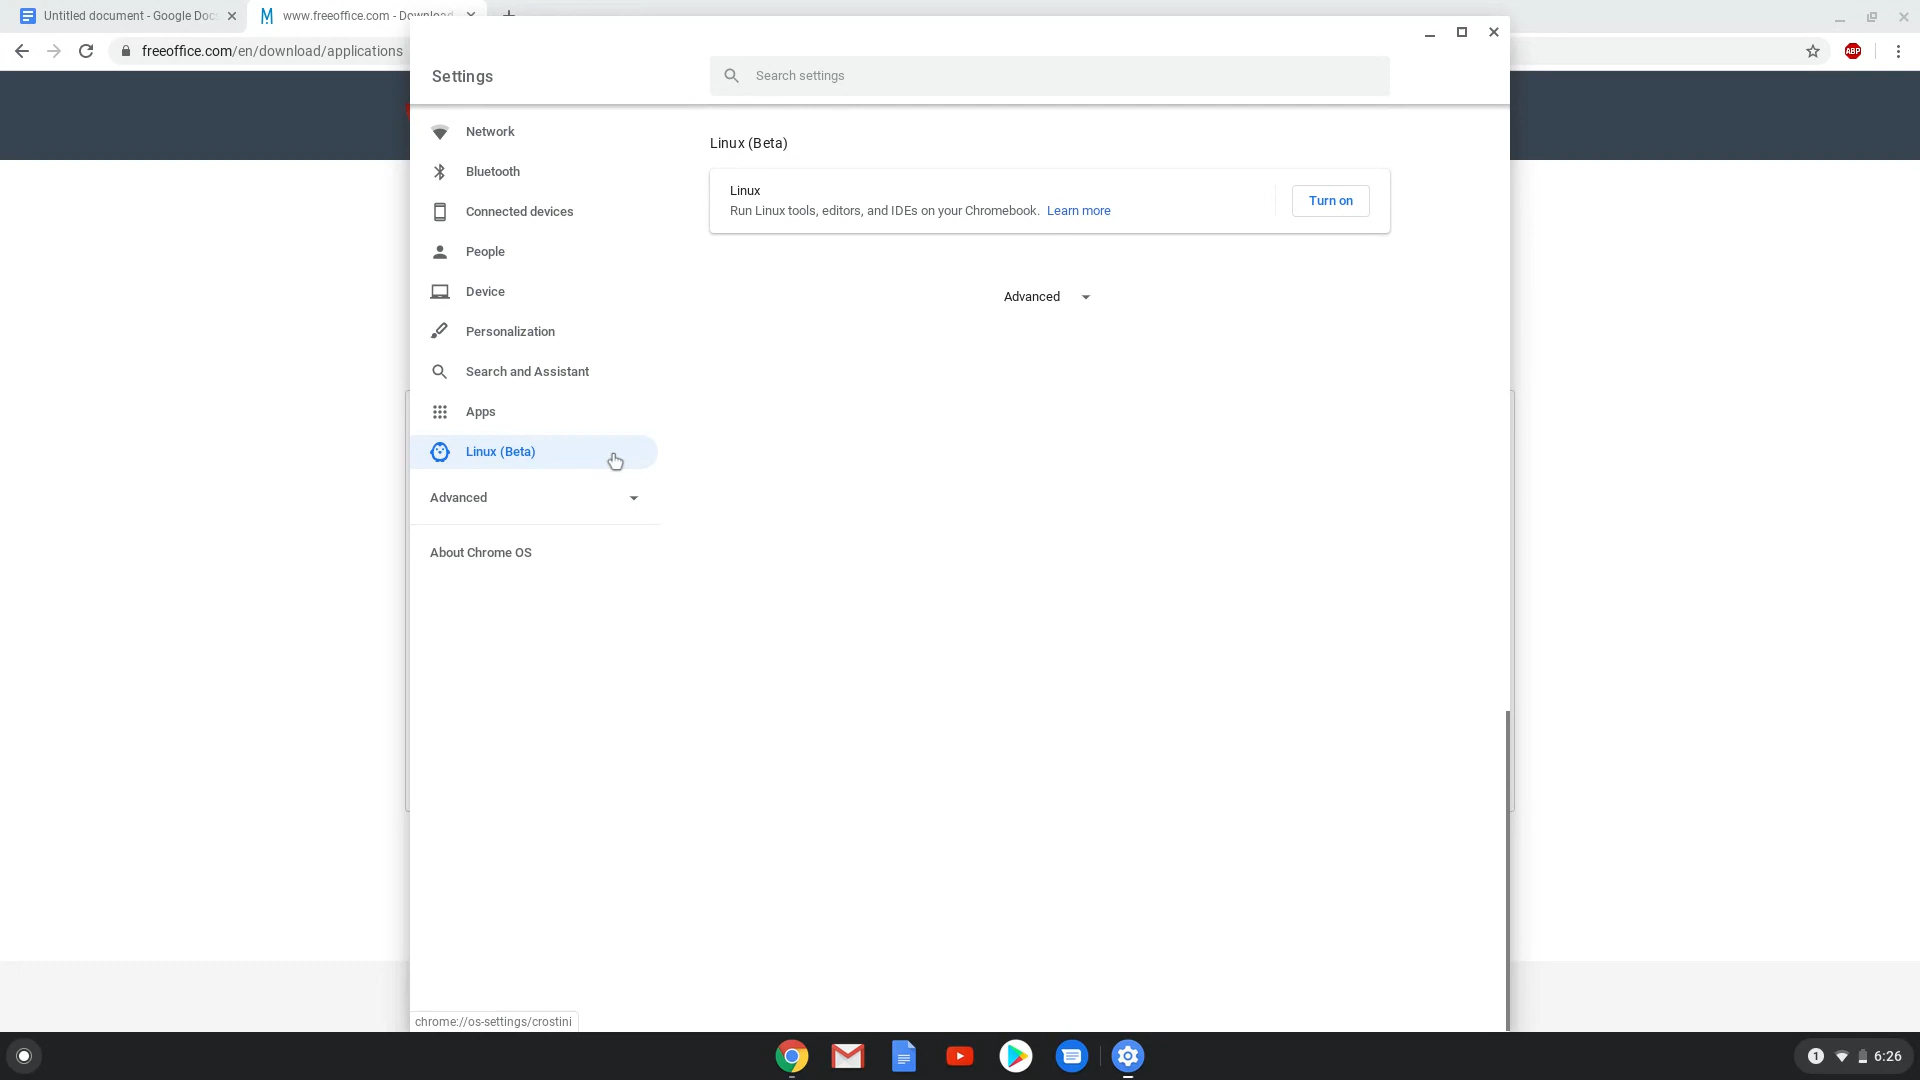 Untitled document - Google Doc
www.freeoffice.com - Download
freeoffice.com/en/download/applications
ABP
Settings
Search settings
Network
Bluetooth
Connected devices
People
Device
Personalization
Search and Assistant
Apps
Linux (Beta)
Advanced
About Chrome OS
Linux (Beta)
Linux
Run Linux tools, editors, and IDEs on your Chromebook. Learn more
Turn on
Advanced
chrome://os-settings/crostini
1
6:26